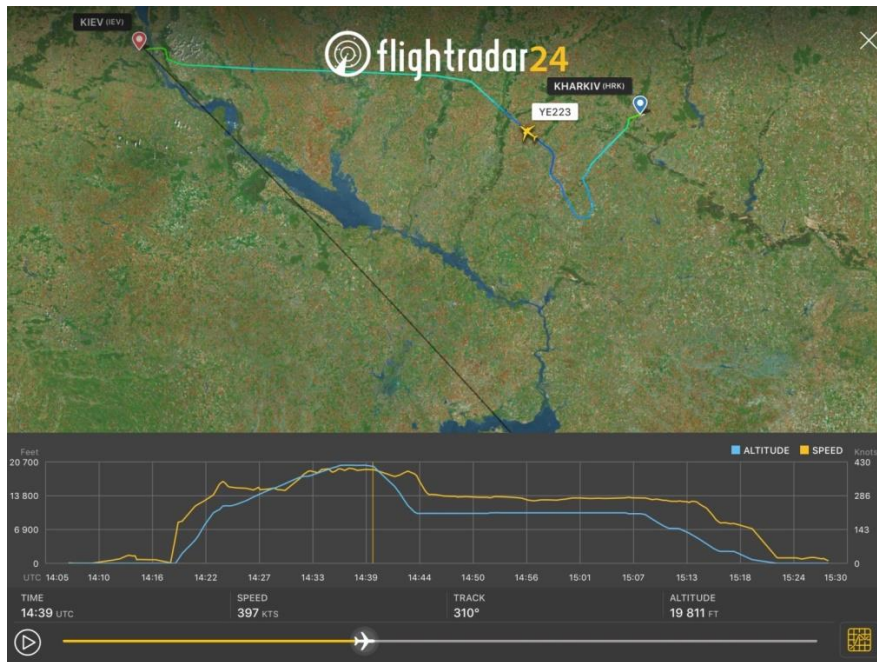 KIEV (IEV)
flightradar24
KHARKIV (HRK)
YE223
ALTITUDE SPEED
Feet Knots
20 700 430
13 800 286
6 900 143
0 0
UTC 14:05 14:10 14:16 14:22 14:27 14:33 14:39 14:44 14:50 14:56 15:01 15:07 15:13 15:18 15:24 15:30
TIME SPEED TRACK ALTITUDE
14:39 UTC 397 KTS 310° 19 811 FT